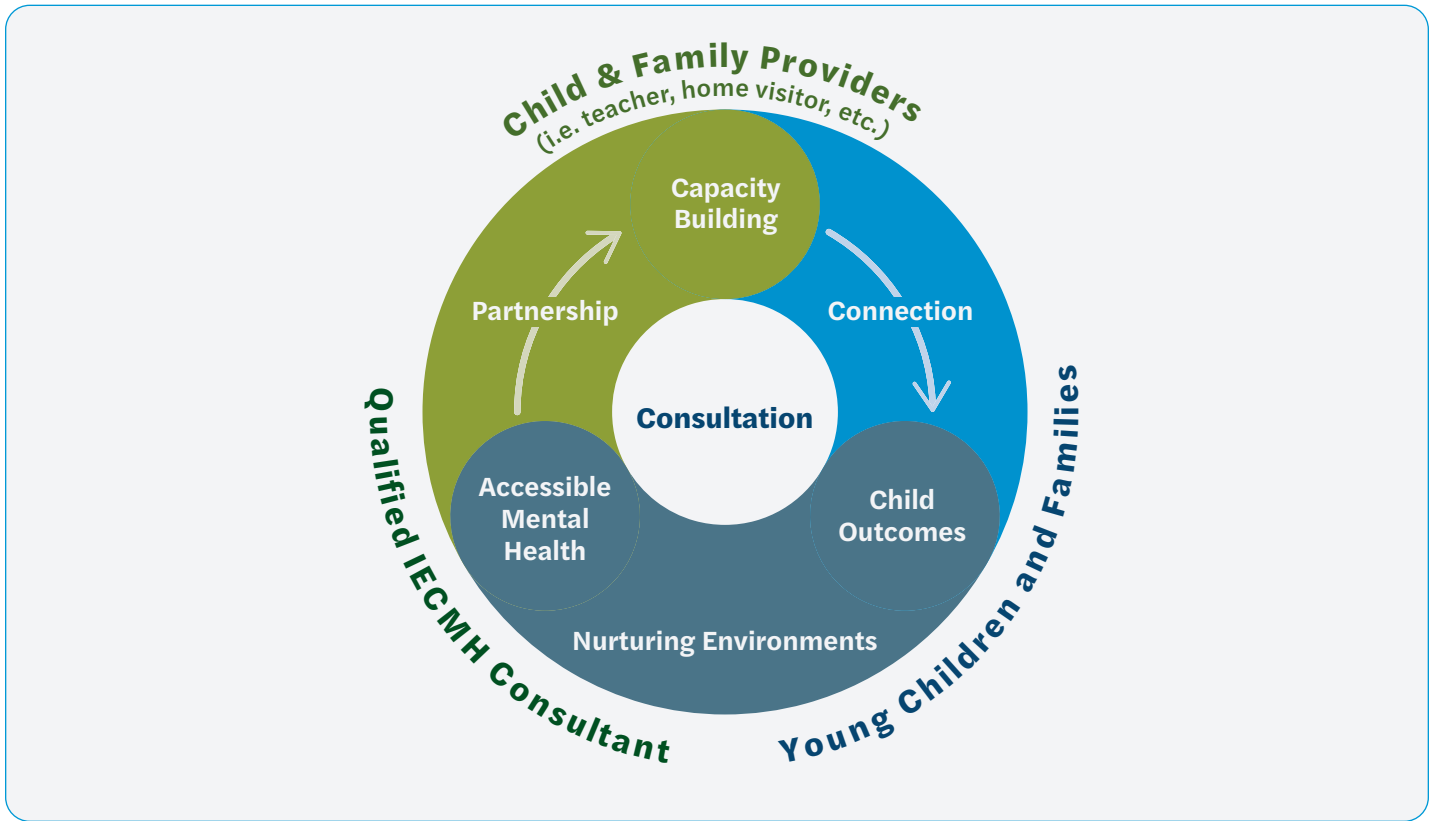 Child & Family Providers
(i.e. teacher, home visitor, etc.)
Capacity
Building
Partnership
Connection
Consultation
Accessible
Mental
Health
Child
Outcomes
Nurturing Environments
Qualified IECMH Consultant
Young Children and Families